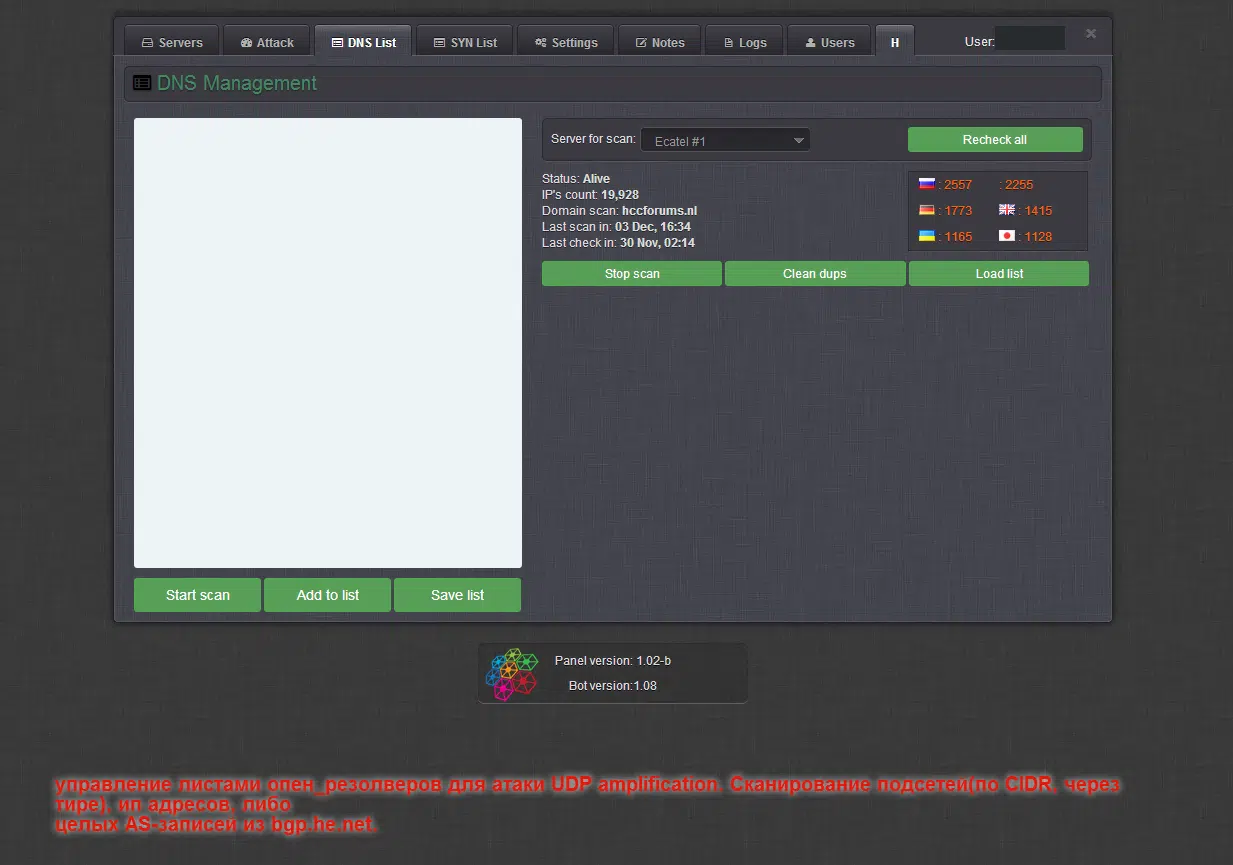 Servers Attack DNS List SYN List Settings Notes Logs Users H User:
DNS Management
Server for scan: Ecatel #1 Recheck all
Status: Alive
IP's count: 19,928
Domain scan: hccforums.nl
Last scan in: 03 Dec, 16:34
Last check in: 30 Nov, 02:14
: 2557 : 2255
: 1773 : 1415
: 1165 : 1128
Stop scan Clean dups Load list
Start scan Add to list Save list
Panel version: 1.02-b
Bot version:1.08
управление листами опен_резолверов для атаки UDP amplification. Сканирование подсетей(по CIDR, через
тире), ип адресов, либо
целых AS-записей из bgp.he.net.